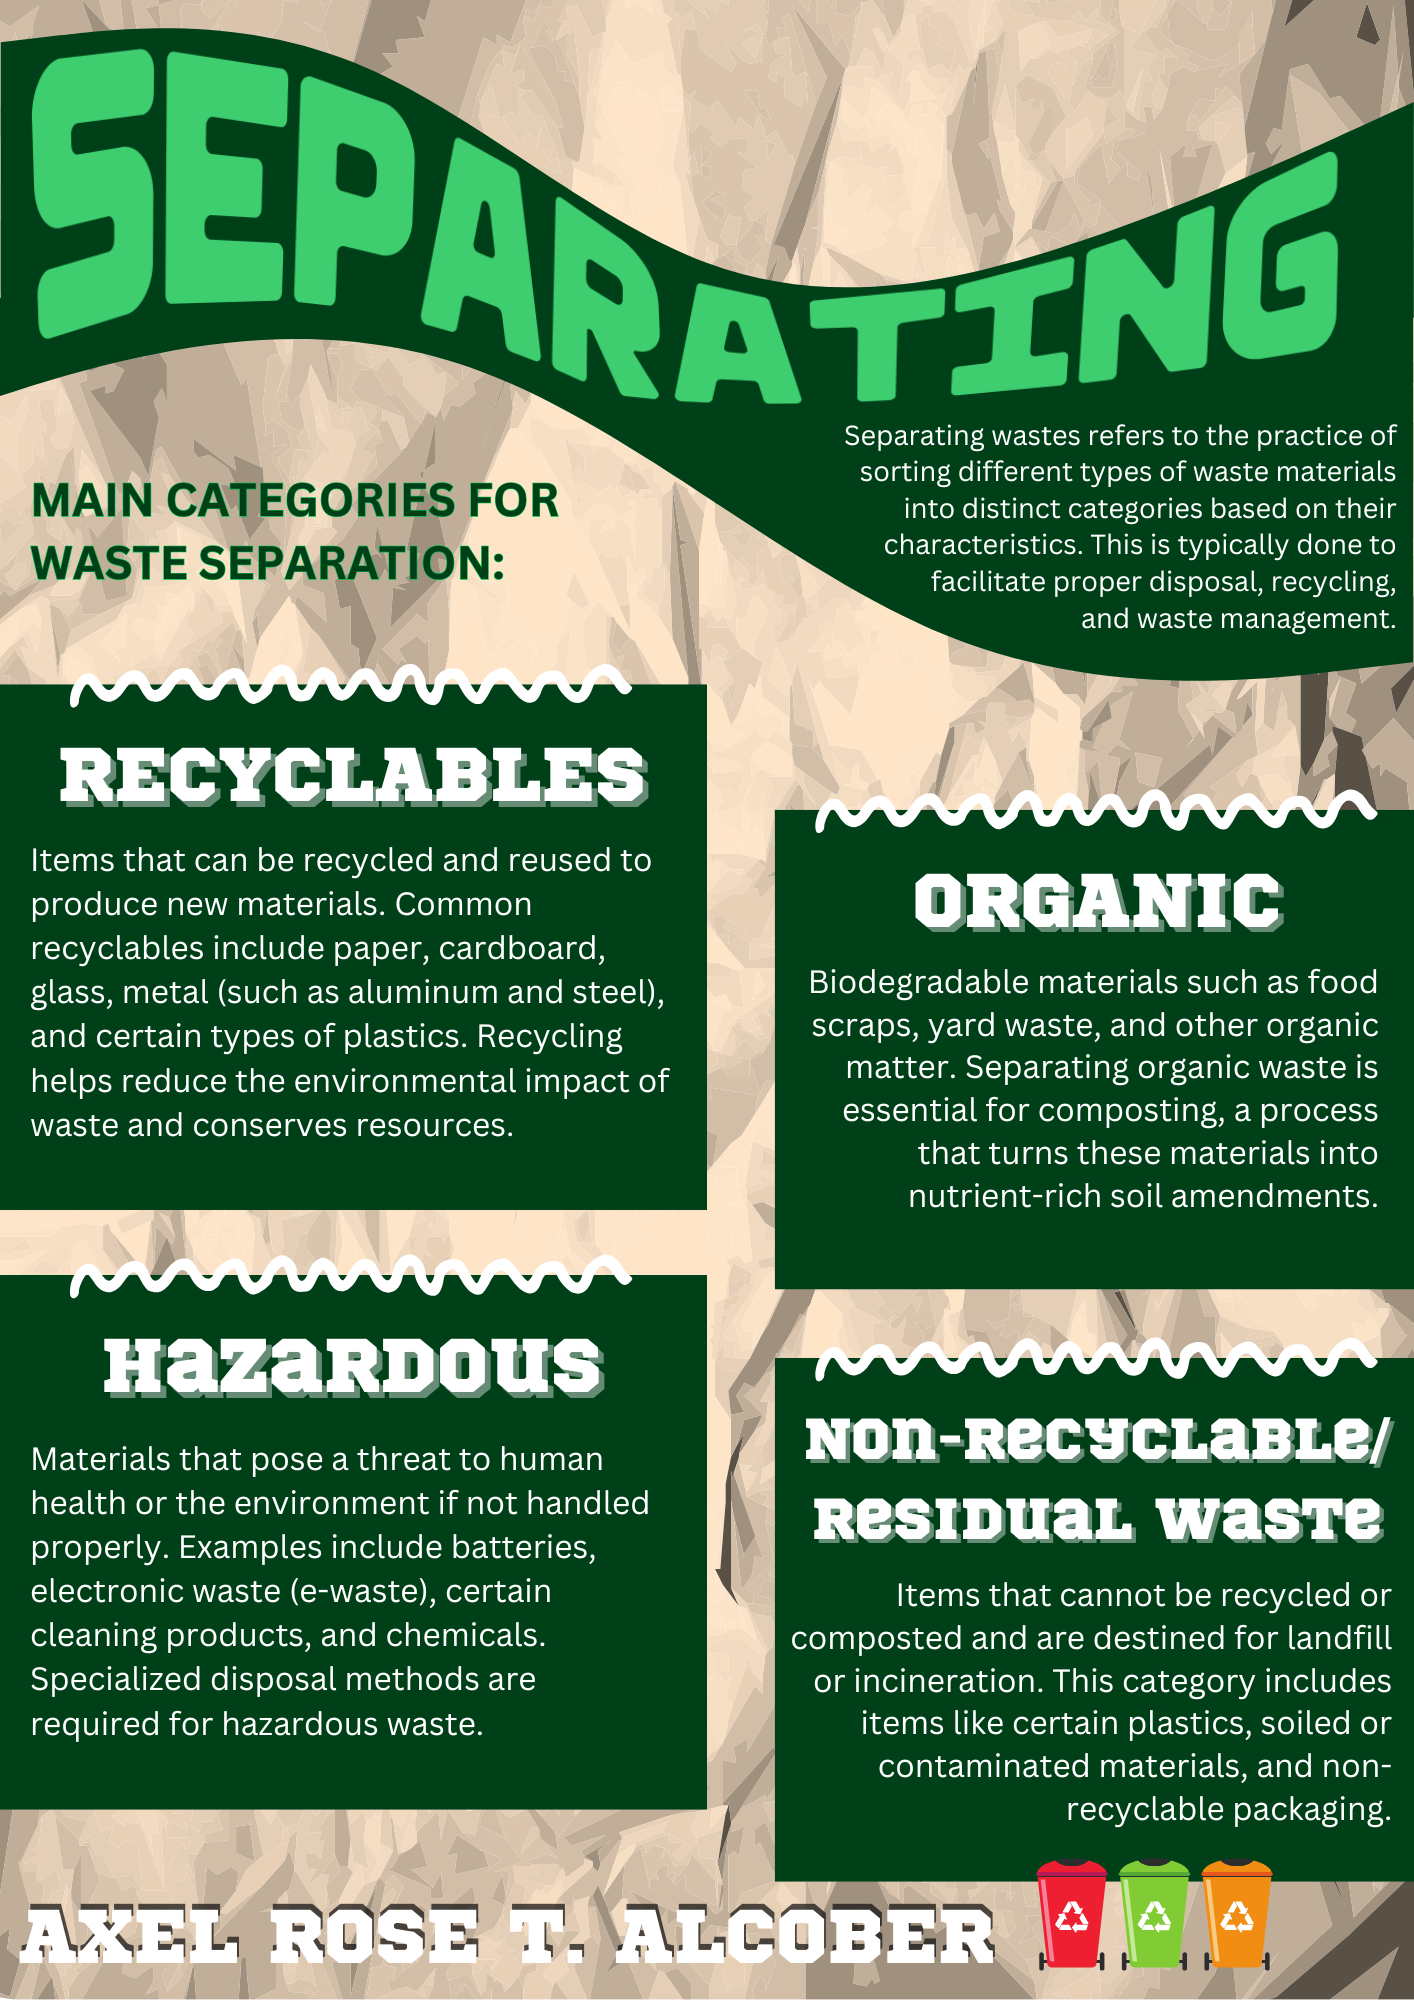 SEPARATING
Separating wastes refers to the practice of
sorting different types of waste materials
into distinct categories based on their
characteristics. This is typically done to
facilitate proper disposal, recycling,
and waste management.
MAIN CATEGORIES FOR
WASTE SEPARATION:
RECYCLABLES
Items that can be recycled and reused to
produce new materials. Common
recyclables include paper, cardboard,
glass, metal (such as aluminum and steel),
and certain types of plastics. Recycling
helps reduce the environmental impact of
waste and conserves resources.
ORGANIC
Biodegradable materials such as food
scraps, yard waste, and other organic
matter. Separating organic waste is
essential for composting, a process
that turns these materials into
nutrient-rich soil amendments.
Hazardous
Materials that pose a threat to human
health or the environment if not handled
properly. Examples include batteries,
electronic waste (e-waste), certain
cleaning products, and chemicals.
Specialized disposal methods are
required for hazardous waste.
Non-Recyclable/
Residual Waste
Items that cannot be recycled or
composted and are destined for landfill
or incineration. This category includes
items like certain plastics, soiled or
contaminated materials, and non-
recyclable packaging.
AXEL ROSE T. ALCOBER